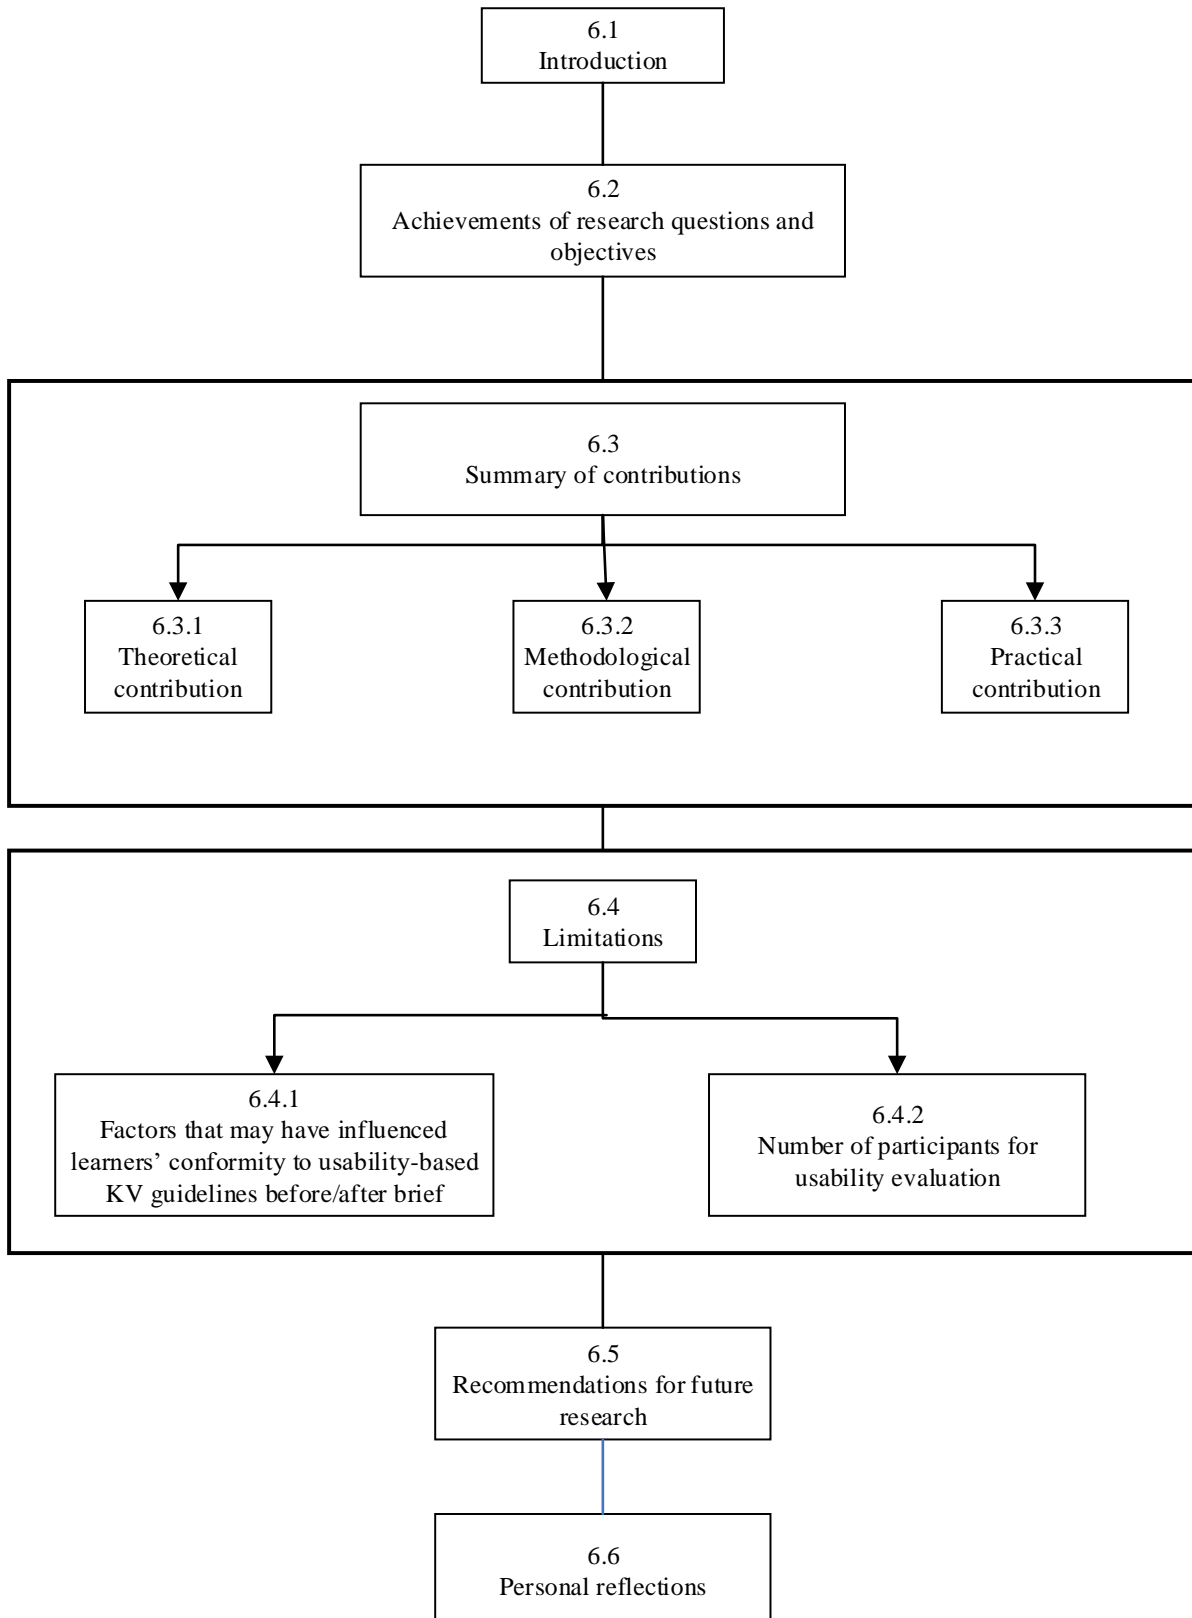 6.1
Introduction
6.2
Achievements of research questions and
objectives
6.3
Summary of contributions
6.3.1
Theoretical
contribution
6.3.2
Methodological
contribution
6.3.3
Practical
contribution
6.4
Limitations
6.4.1
Factors that may have influenced
learners’ conformity to usability-based
KV guidelines before/after brief
6.4.2
Number of participants for
usability evaluation
6.5
Recommendations for future
research
6.6
Personal reflections